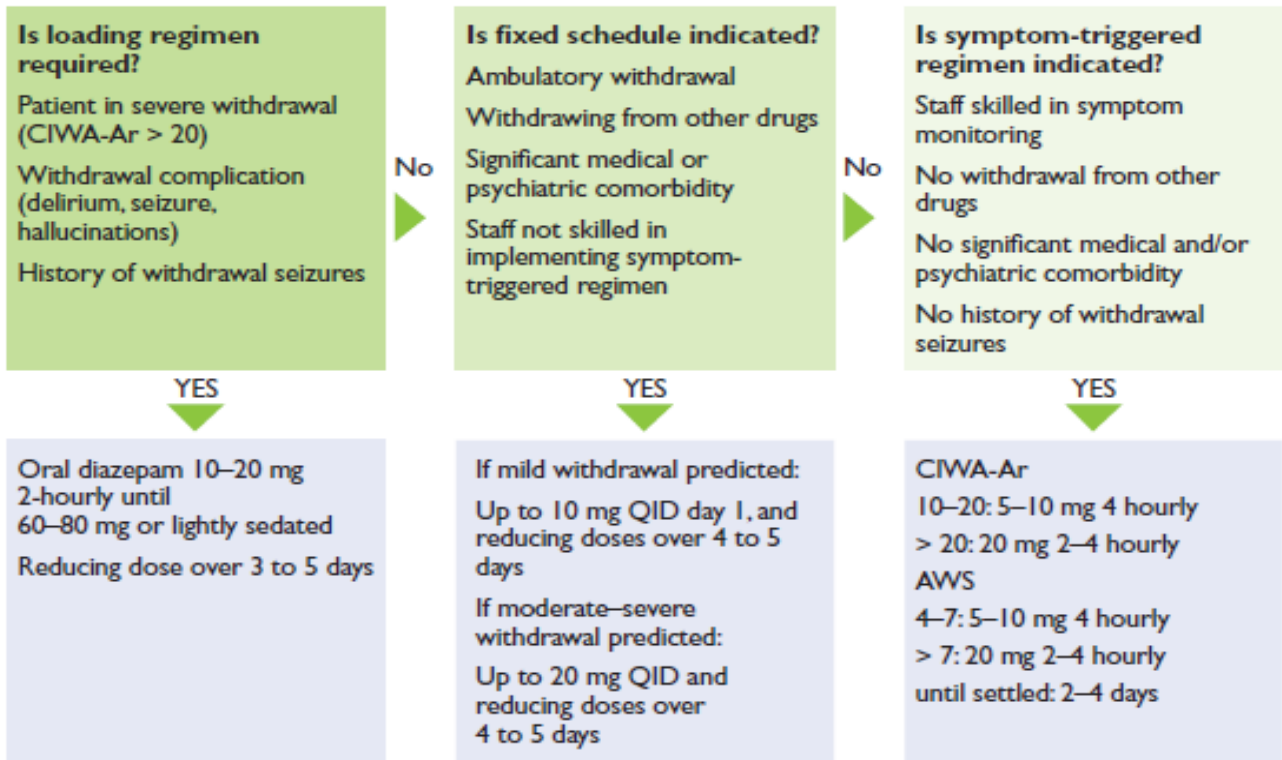 Is loading regimen
required?
Patient in severe withdrawal
(CIWA-Ar > 20)
Withdrawal complication
(delirium, seizure,
hallucinations)
History of withdrawal seizures
No
Is fixed schedule indicated?
Ambulatory withdrawal
Withdrawing from other drugs
Significant medical or
psychiatric comorbidity
Staff not skilled in
implementing symptom-
triggered regimen
No
Is symptom-triggered
regimen indicated?
Staff skilled in symptom
monitoring
No withdrawal from other
drugs
No significant medical and/or
psychiatric comorbidity
No history of withdrawal
seizures
YES
YES
YES
Oral diazepam 10–20 mg
2-hourly until
60–80 mg or lightly sedated
Reducing dose over 3 to 5 days
If mild withdrawal predicted:
Up to 10 mg QID day 1, and
reducing doses over 4 to 5
days
If moderate–severe
withdrawal predicted:
Up to 20 mg QID and
reducing doses over
4 to 5 days
CIWA-Ar
10–20: 5–10 mg 4 hourly
> 20: 20 mg 2–4 hourly
AWS
4–7: 5–10 mg 4 hourly
> 7: 20 mg 2–4 hourly
until settled: 2–4 days